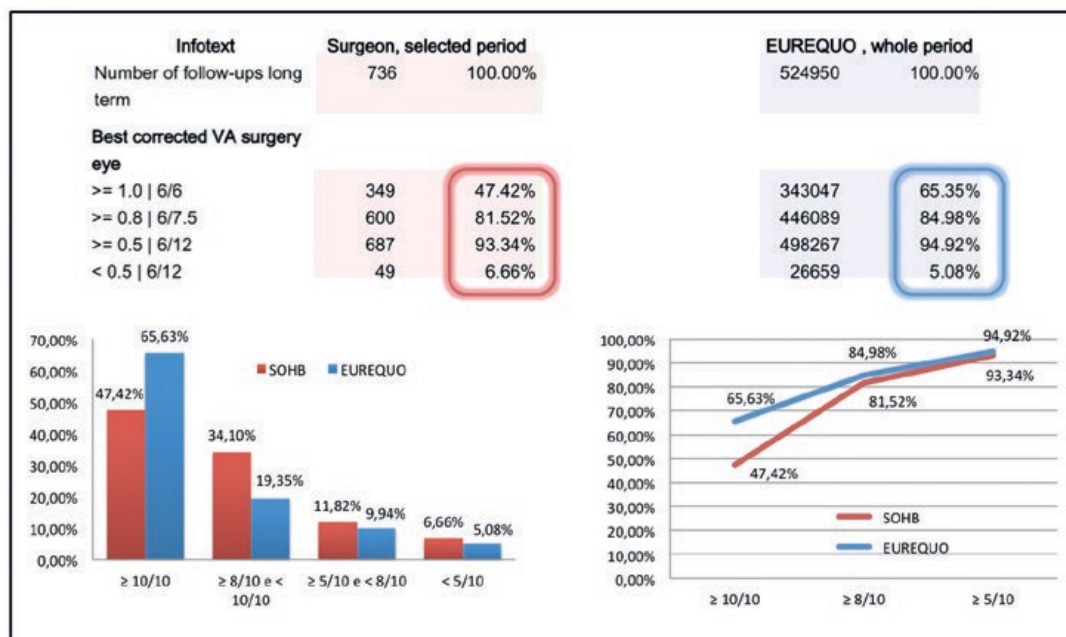 Infotext Surgeon, selected period EUREQUO , whole period
Number of follow-ups long 736 100.00% 524950 100.00%
term
Best corrected VA surgery
eye
>= 1.0 | 6/6 349 47.42% 343047 65.35%
>= 0.8 | 6/7.5 600 81.52% 446089 84.98%
>= 0.5 | 6/12 687 93.34% 498267 94.92%
< 0.5 | 6/12 49 6.66% 26659 5.08%
70,00%
60,00%
50,00%
40,00%
30,00%
20,00%
10,00%
0,00%
47,42%
65,63%
34,10%
19,35%
11,82%
9,94%
6,66%
5,08%
SOHB EUREQUO
≥ 10/10 ≥ 8/10 e < ≥ 5/10 e < 8/10 < 5/10
10/10
100,00%
90,00%
80,00%
70,00%
60,00%
50,00%
40,00%
30,00%
20,00%
10,00%
0,00%
65,63%
84,98%
94,92%
47,42%
81,52%
93,34%
SOHB
EUREQUO
≥ 10/10 ≥ 8/10 ≥ 5/10